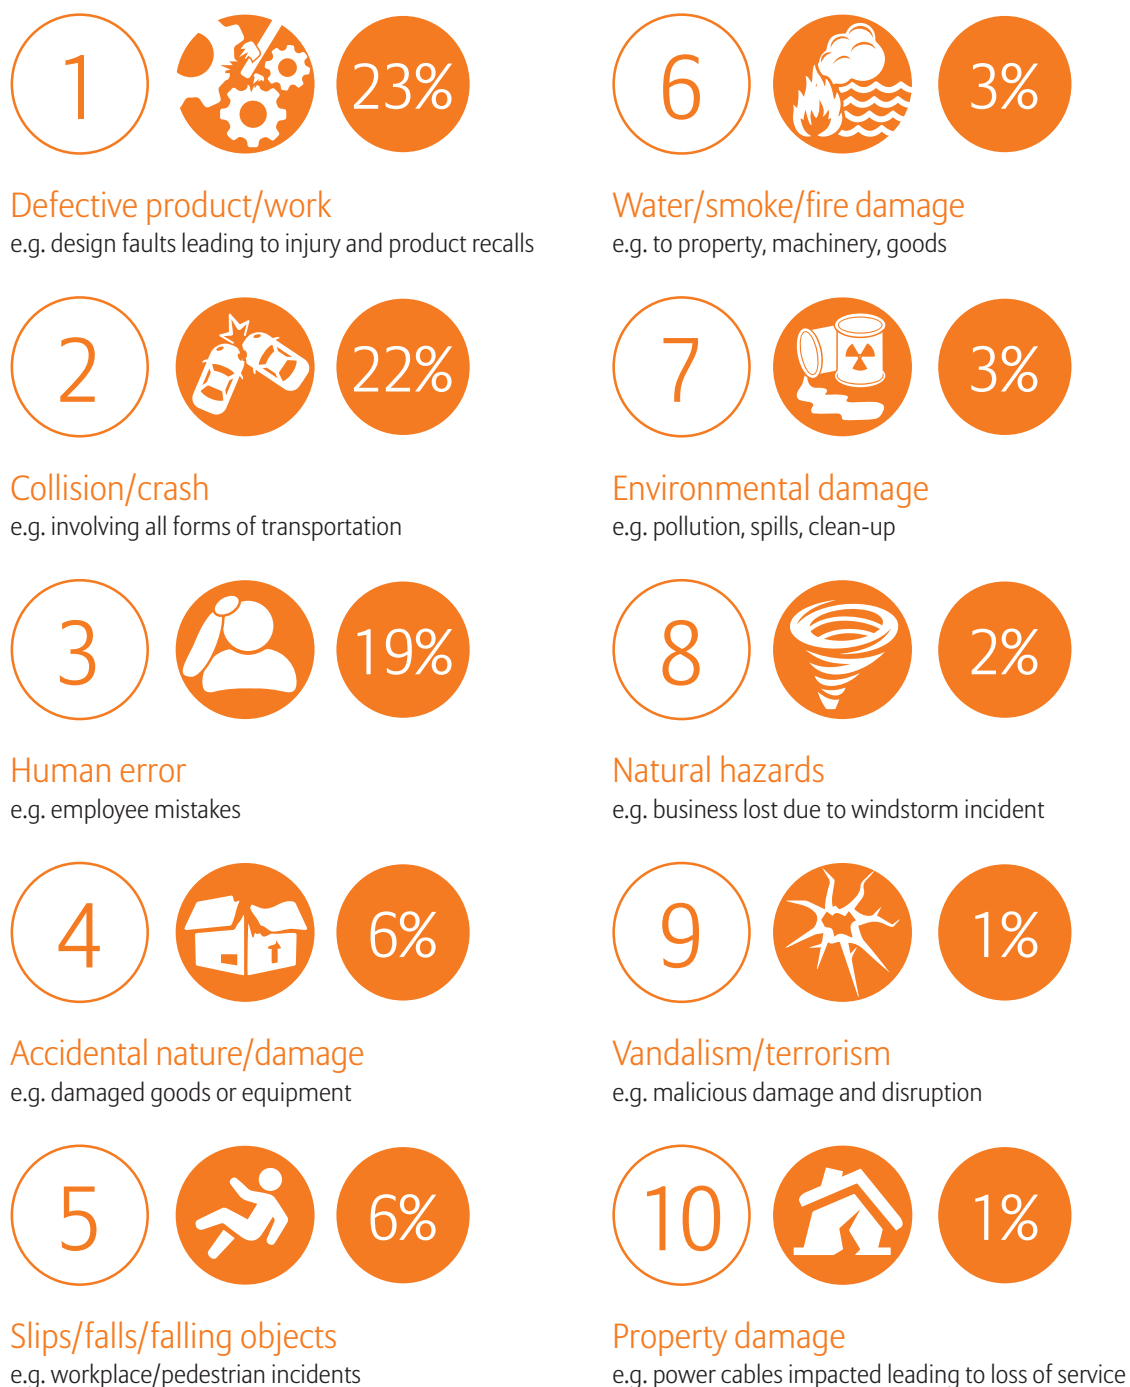 1
23%
Defective product/work
e.g. design faults leading to injury and product recalls
2
22%
Collision/crash
e.g. involving all forms of transportation
3
19%
Human error
e.g. employee mistakes
4
6%
Accidental nature/damage
e.g. damaged goods or equipment
5
6%
Slips/falls/falling objects
e.g. workplace/pedestrian incidents
6
3%
Water/smoke/fire damage
e.g. to property, machinery, goods
7
3%
Environmental damage
e.g. pollution, spills, clean-up
8
2%
Natural hazards
e.g. business lost due to windstorm incident
9
1%
Vandalism/terrorism
e.g. malicious damage and disruption
10
1%
Property damage
e.g. power cables impacted leading to loss of service